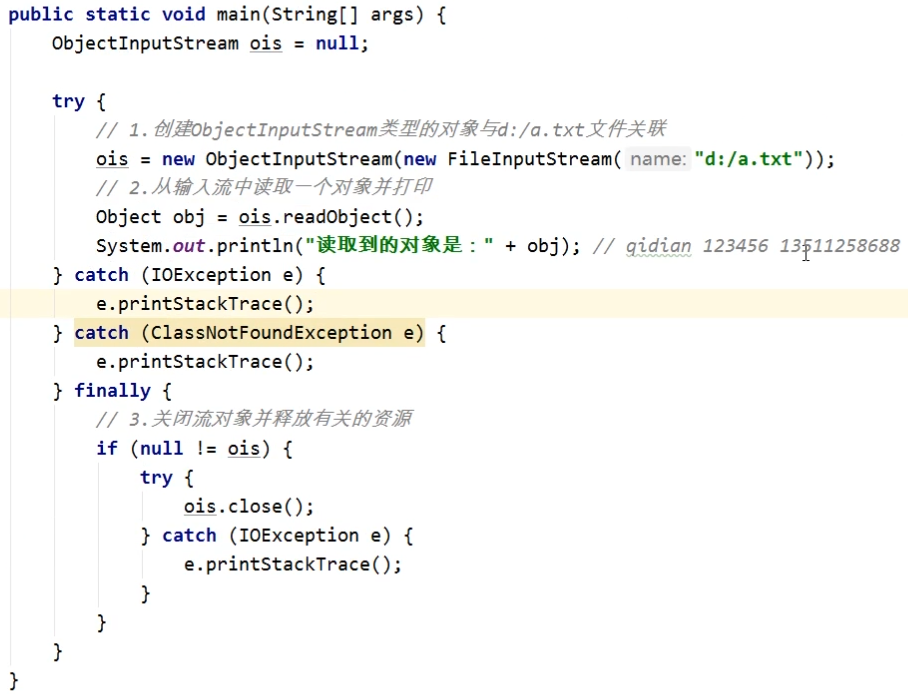 public static void main(String[] args) {
ObjectInputStream ois = null;
try {
// 1.创建ObjectInputStream类型的对象与d:/a.txt文件关联
ois = new ObjectInputStream(new FileInputStream( name: "d:/a.txt"));
// 2.从输入流中读取一个对象并打印
Object obj = ois.readObject();
System.out.println("读取到的对象是：" + obj); // qidian 123456 13511258688
} catch (IOException e) {
e.printStackTrace();
} catch (ClassNotFoundException e) {
e.printStackTrace();
} finally {
// 3.关闭流对象并释放有关的资源
if (null != ois) {
try {
ois.close();
} catch (IOException e) {
e.printStackTrace();
}
}
}
}